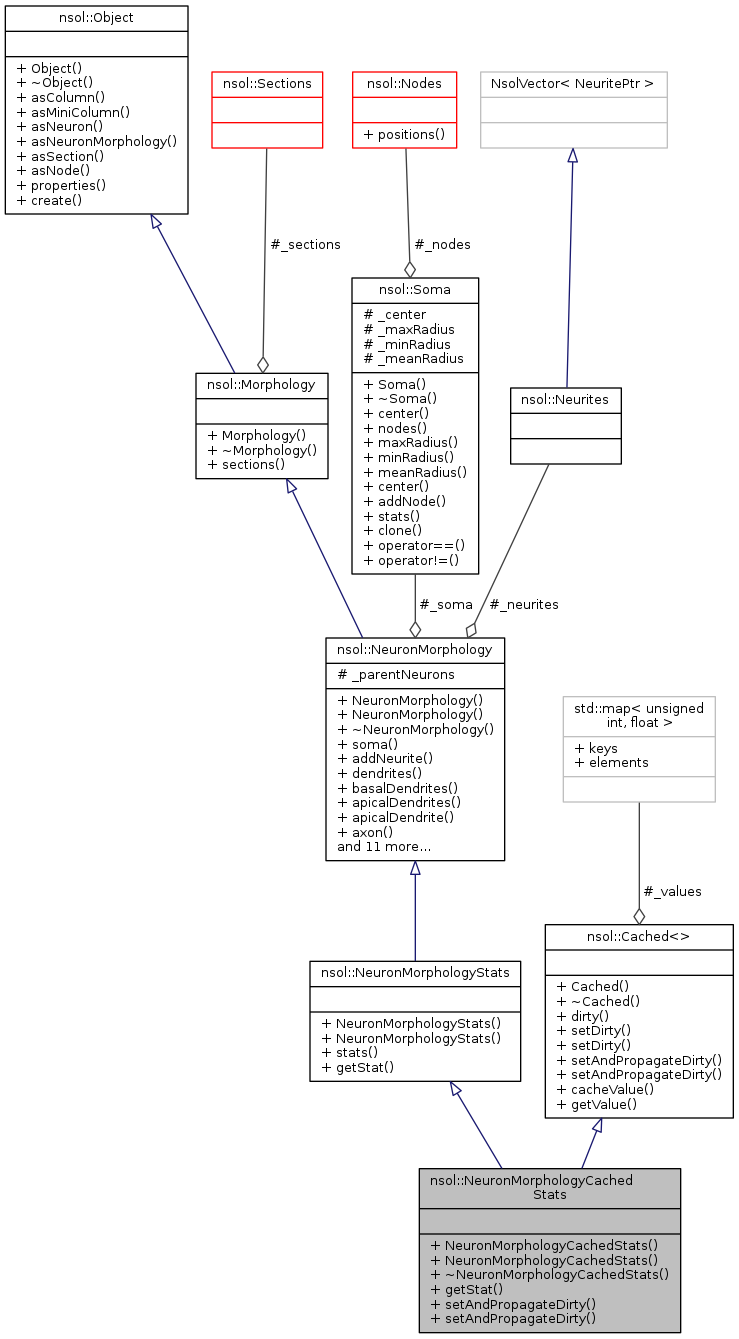 nsol::Object
+ Object()
+ ~Object()
+ asColumn()
+ asMiniColumn()
+ asNeuron()
+ asNeuronMorphology()
+ asSection()
+ asNode()
+ properties()
+ create()
nsol::Sections
nsol::Nodes
+ positions()
NsolVector< NeuritePtr >
#_sections
#_nodes
nsol::Soma
# _center
# _maxRadius
# _minRadius
# _meanRadius
+ Soma()
+ ~Soma()
+ center()
+ nodes()
+ maxRadius()
+ minRadius()
+ meanRadius()
+ center()
+ addNode()
+ stats()
+ clone()
+ operator==()
+ operator!=()
nsol::Morphology
+ Morphology()
+ ~Morphology()
+ sections()
nsol::Neurites
#_soma
#_neurites
nsol::NeuronMorphology
# _parentNeurons
+ NeuronMorphology()
+ NeuronMorphology()
+ ~NeuronMorphology()
+ soma()
+ addNeurite()
+ dendrites()
+ basalDendrites()
+ apicalDendrites()
+ apicalDendrite()
+ axon()
and 11 more...
std::map< unsigned
int, float >
+ keys
+ elements
#_values
nsol::NeuronMorphologyStats
+ NeuronMorphologyStats()
+ NeuronMorphologyStats()
+ stats()
+ getStat()
nsol::Cached<>
+ Cached()
+ ~Cached()
+ dirty()
+ setDirty()
+ setDirty()
+ setAndPropagateDirty()
+ setAndPropagateDirty()
+ cacheValue()
+ getValue()
nsol::NeuronMorphologyCached
Stats
+ NeuronMorphologyCachedStats()
+ NeuronMorphologyCachedStats()
+ ~NeuronMorphologyCachedStats()
+ getStat()
+ setAndPropagateDirty()
+ setAndPropagateDirty()